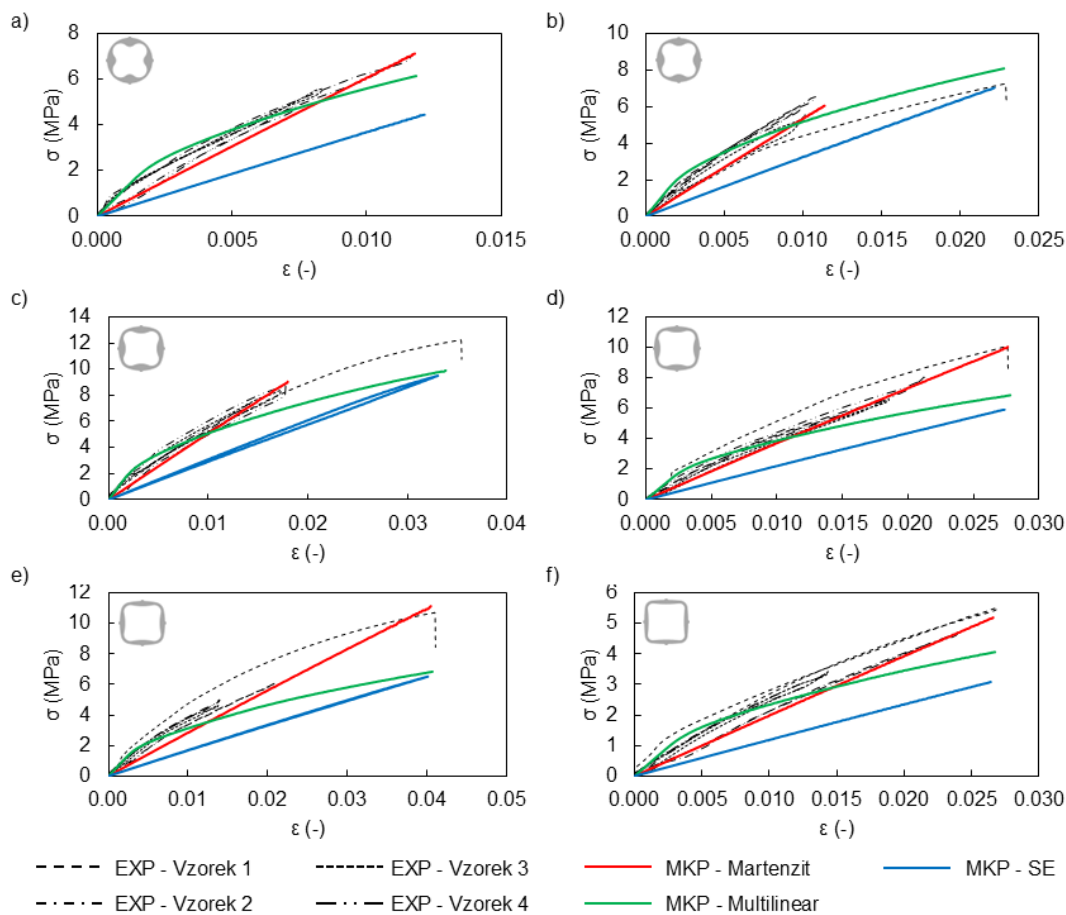 a)
8
6
4
2
0
σ (MPa)
0.000 0.005 0.010 0.015
ε (-)
b)
10
8
6
4
2
0
σ (MPa)
0.000 0.005 0.010 0.015 0.020 0.025
ε (-)
c)
14
12
10
8
6
4
2
0
σ (MPa)
0.00 0.01 0.02 0.03 0.04
ε (-)
d)
12
10
8
6
4
2
0
σ (MPa)
0.000 0.005 0.010 0.015 0.020 0.025 0.030
ε (-)
e)
12
10
8
6
4
2
0
σ (MPa)
0.00 0.01 0.02 0.03 0.04 0.05
ε (-)
f)
6
5
4
3
2
1
0
σ (MPa)
0.000 0.005 0.010 0.015 0.020 0.025 0.030
ε (-)
EXP - Vzorek 1 EXP - Vzorek 3 MKP - Martenzit MKP - SE
EXP - Vzorek 2 EXP - Vzorek 4 MKP - Multilinear